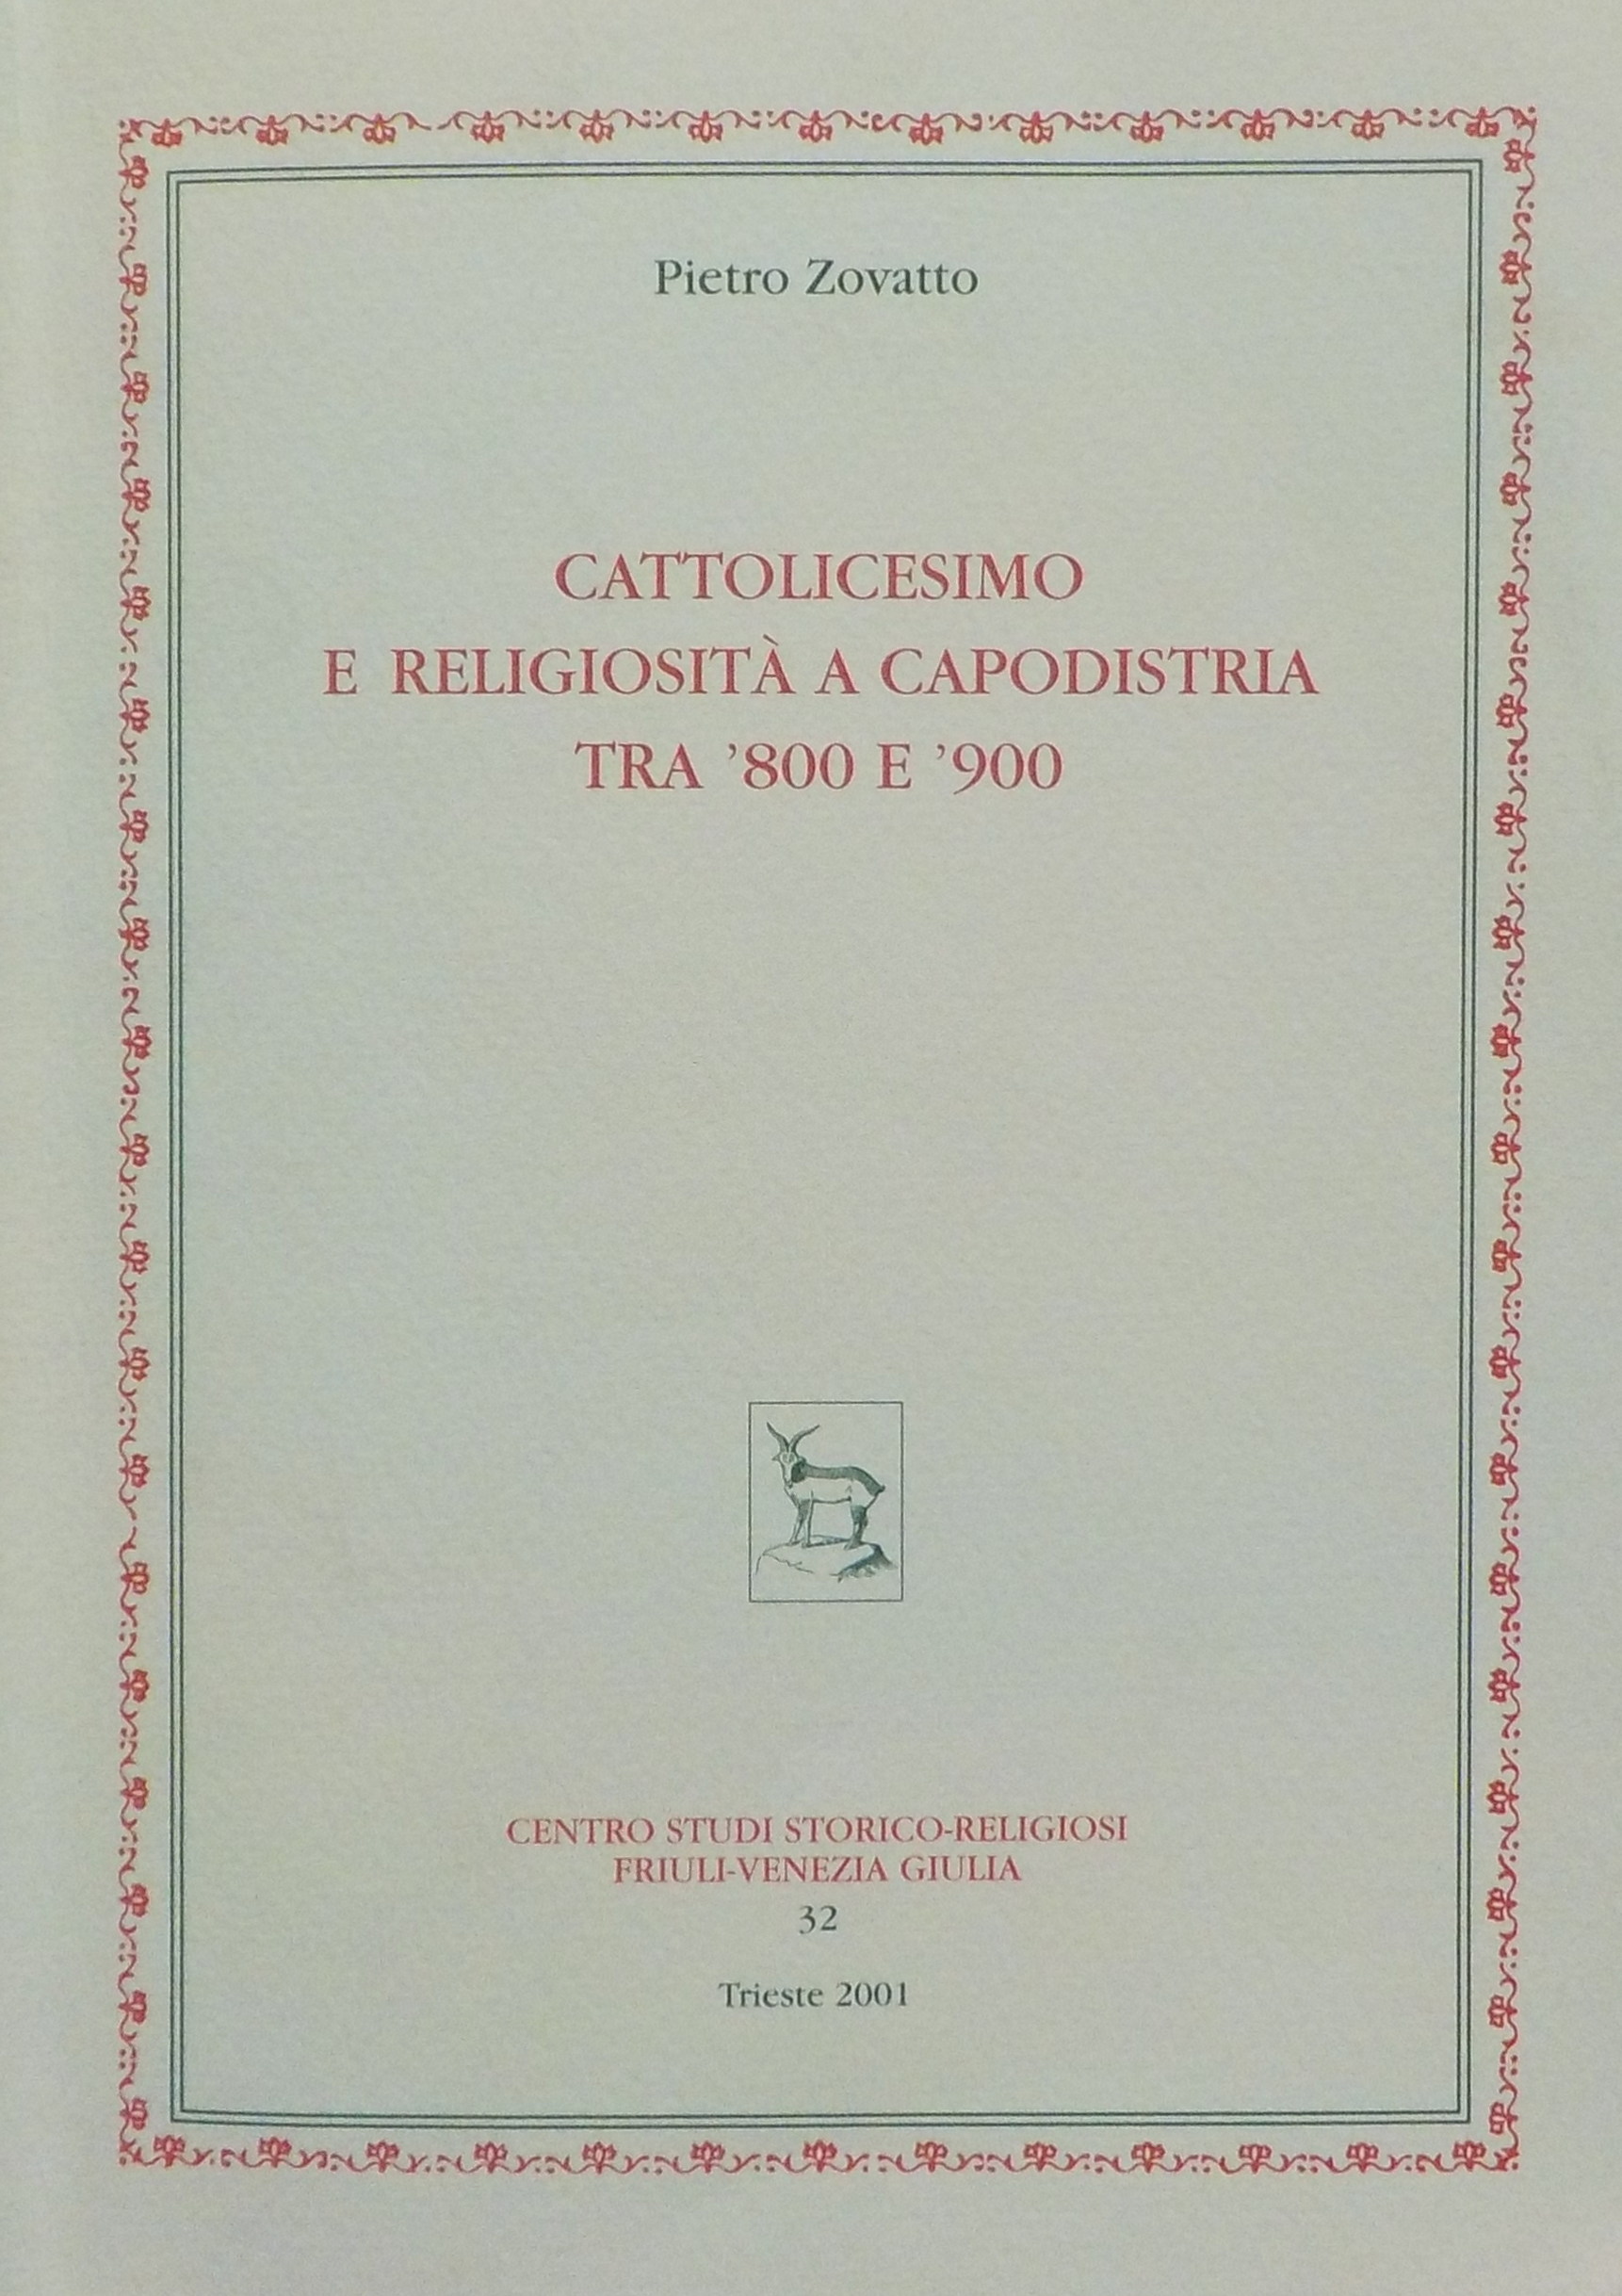 Pietro Zovatto
CATTOLICESIMO
E RELIGIOSITÀ A CAPODISTRIA
TRA ’800 E ’900
CENTRO STUDI STORICO-RELIGIOSI
FRIULI-VENEZIA GIULIA
32
Trieste 2001